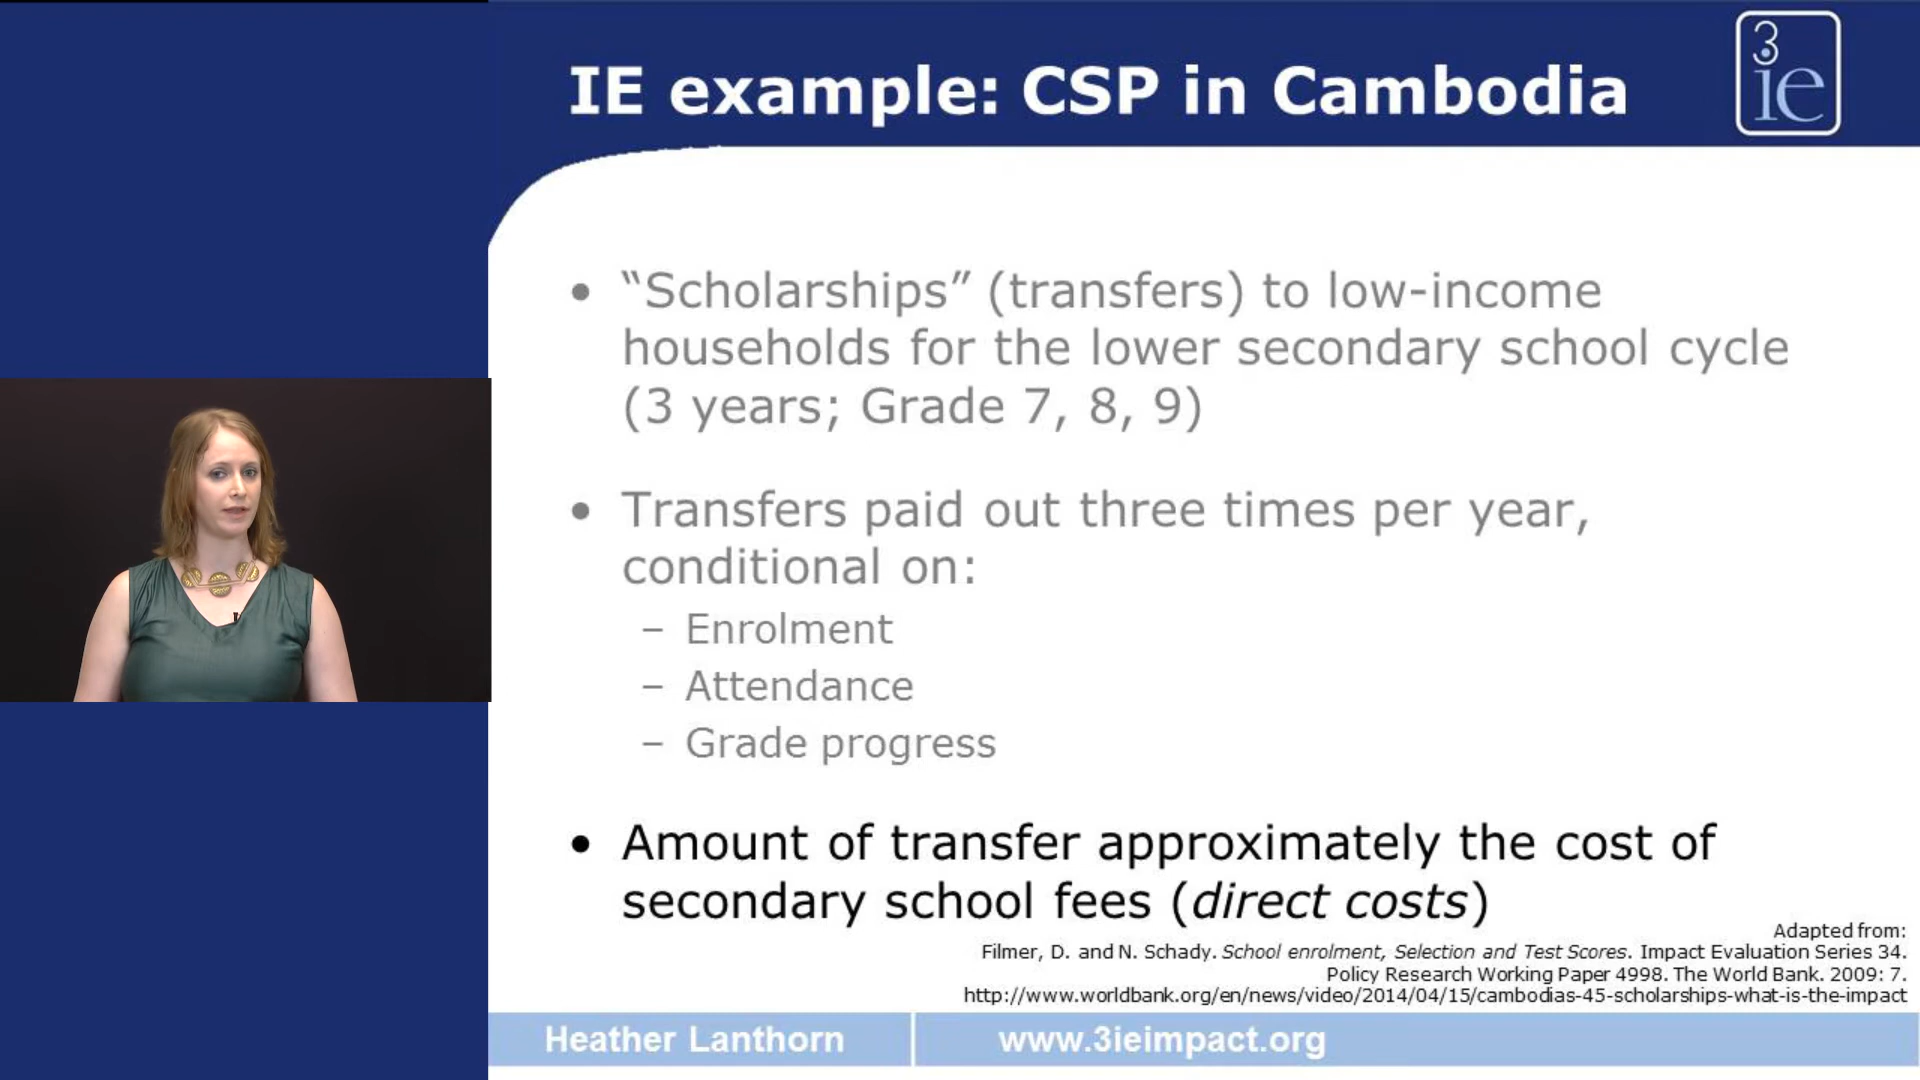 IE example: CSP in Cambodia
3
ie
• “Scholarships” (transfers) to low-income
households for the lower secondary school cycle
(3 years; Grade 7, 8, 9)
• Transfers paid out three times per year,
conditional on:
– Enrolment
– Attendance
– Grade progress
• Amount of transfer approximately the cost of
secondary school fees (direct costs)
Adapted from:
Filmer, D. and N. Schady. School enrolment, Selection and Test Scores. Impact Evaluation Series 34.
Policy Research Working Paper 4998. The World Bank. 2009: 7.
http://www.worldbank.org/en/news/video/2014/04/15/cambodias-45-scholarships-what-is-the-impact
Heather Lanthorn
www.3ieimpact.org